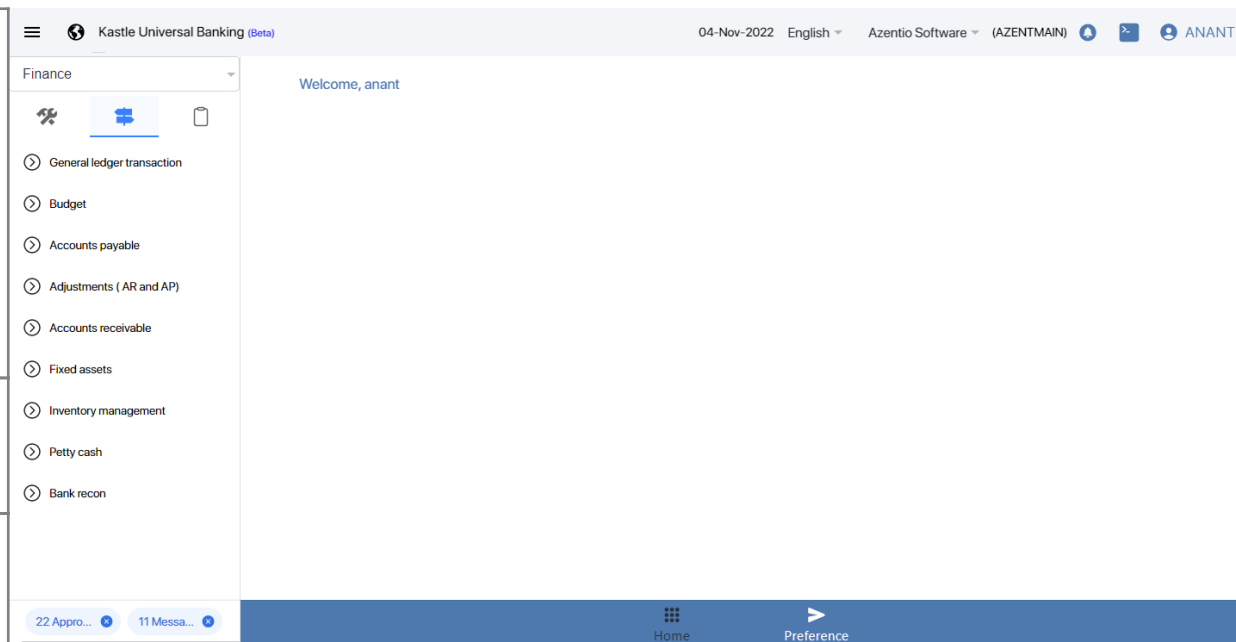 Kastle Universal Banking (Beta) 04-Nov-2022 English Azentio Software (AZENTMAIN) >_ ANANT
Finance
Welcome, anant
General ledger transaction
Budget
Accounts payable
Adjustments ( AR and AP)
Accounts receivable
Fixed assets
Inventory management
Petty cash
Bank recon
22 Appro... 11 Messa...
Home Preference